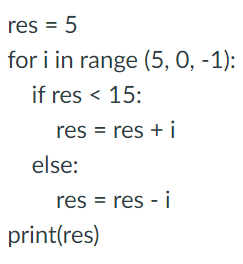 res = 5
for i in range (5, 0, -1):
    if res < 15:
        res = res + i
    else:
        res = res - i
print(res)